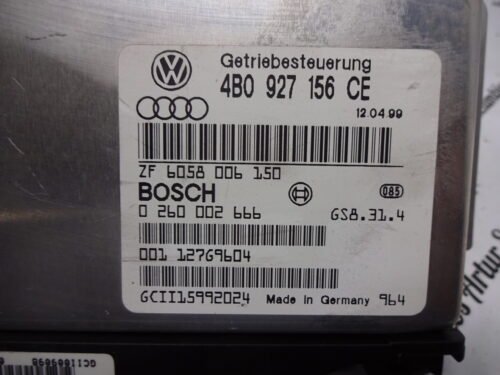 Getriebesteuerung
4B0 927 156 CE
12.04.99
ZF 6058 006 150
BOSCH
085
0 260 002 666 GS8.31.4
001 12769604
GCII15992024 Made in Germany 964